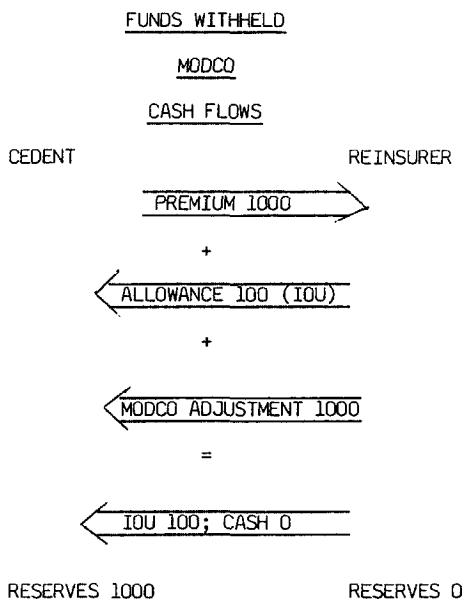 FUNDS WITHHELD
MODCO
CASH FLOWS
CEDENT REINSURER
PREMIUM 1000
+
ALLOWANCE 100 (IOU)
+
MODCO ADJUSTMENT 1000
=
IOU 100; CASH 0
RESERVES 1000 RESERVES 0